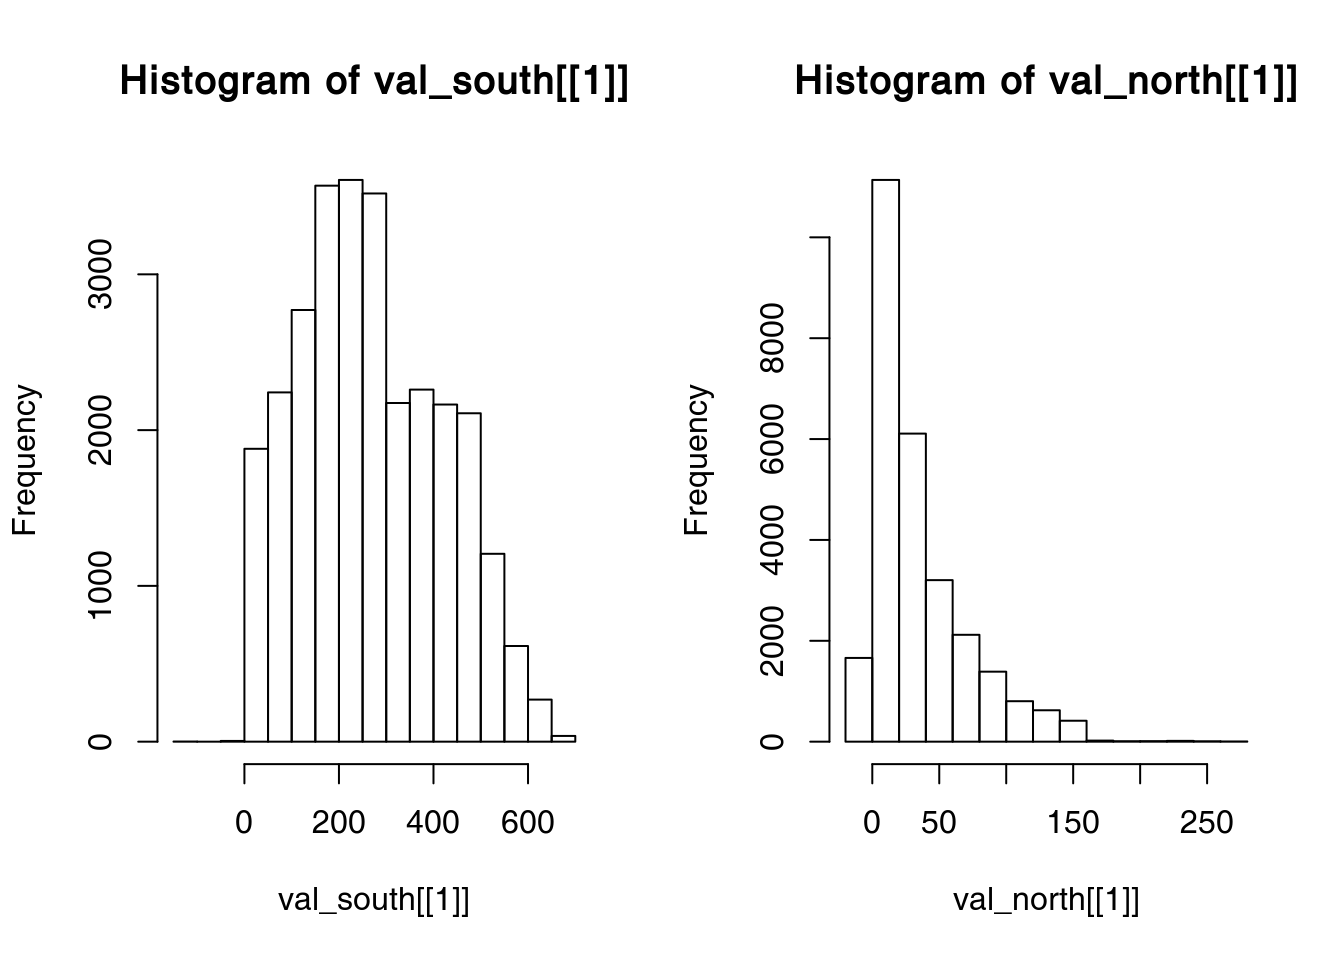 Histogram of val_south[[1]]
Frequency
3000
2000
1000
0
0 200 400 600
val_south[[1]]
Histogram of val_north[[1]]
Frequency
8000
6000
4000
2000
0
0 50 150 250
val_north[[1]]